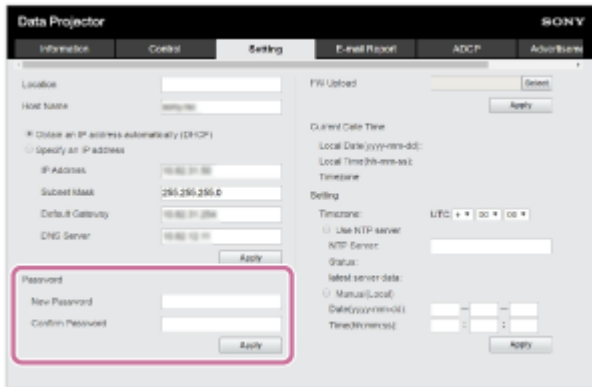 Data Projector
SONY
Information Control Setting E-mail Report ADCP Advertiseme
Location
Host Name
Obtain an IP address automatically (DHCP)
Specify an IP address
IP Address
Subnet Mask 255.255.255.0
Default Gateway
DNS Server
Apply
Password
New Password
Confirm Password
Apply
FW Upload Select
Apply
Current Date Time
Local Date(yyyy-mm-dd):
Local Time(hh-mm-ss):
Timezone
Setting
Timezone: UTC + 00 00
Use NTP server
NTP Server:
Status:
latest server data:
Manual(Local)
Date(yyyy-mm-dd): — —
Time(hh:mm:ss): : :
Apply